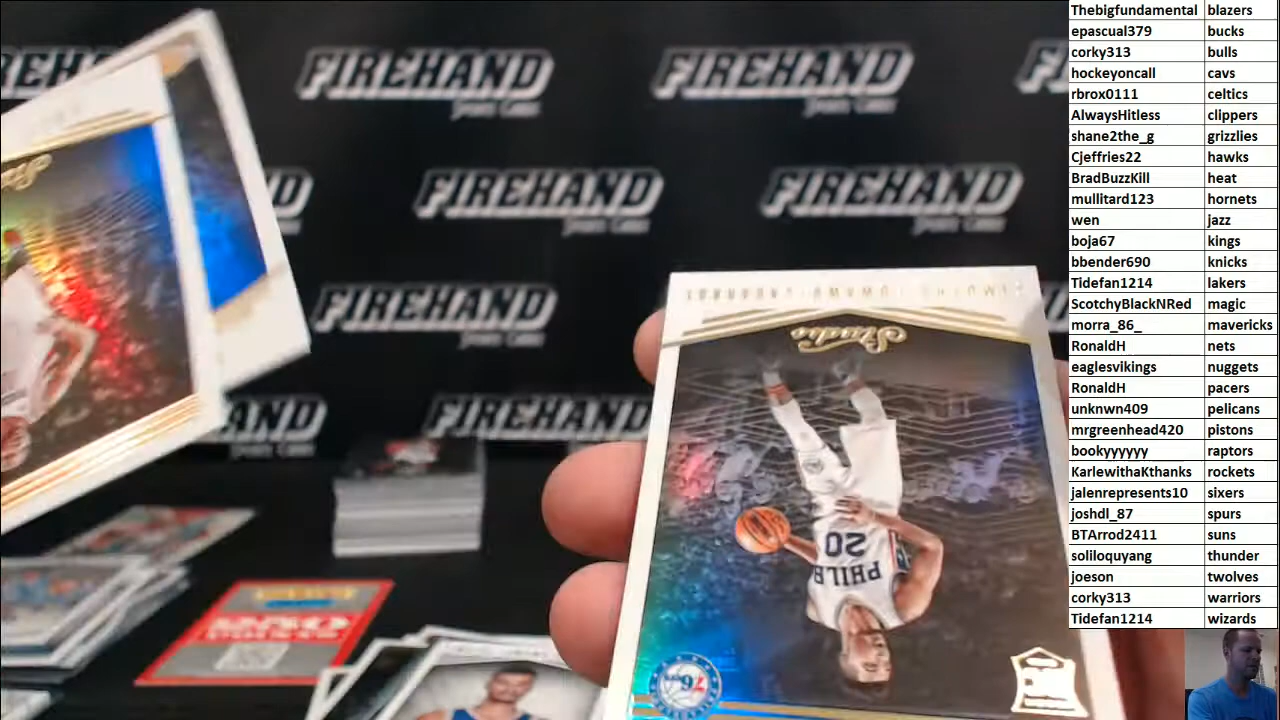 FIREHAND
FIREHAND
FIREHAND
FIREHAND
FIREHAND
FIREHAND
Studio
20
PHILA
76
Thebigfundamental blazers
epascual379 bucks
corky313 bulls
hockeyoncall cavs
rbrox0111 celtics
AlwaysHitless clippers
shane2the_g grizzlies
Cjeffries22 hawks
BradBuzzKill heat
mullitard123 hornets
wen jazz
boja67 kings
bbender690 knicks
Tidefan1214 lakers
ScotchyBlackNRed magic
morra_86_ mavericks
RonaldH nets
eaglesvikings nuggets
RonaldH pacers
unknwn409 pelicans
mrgreenhead420 pistons
bookyyyyyy raptors
KarlewithaKthanks rockets
jalenrepresents10 sixers
joshdl_87 spurs
BTArrod2411 suns
soliloquyang thunder
joeson twolves
corky313 warriors
Tidefan1214 wizards